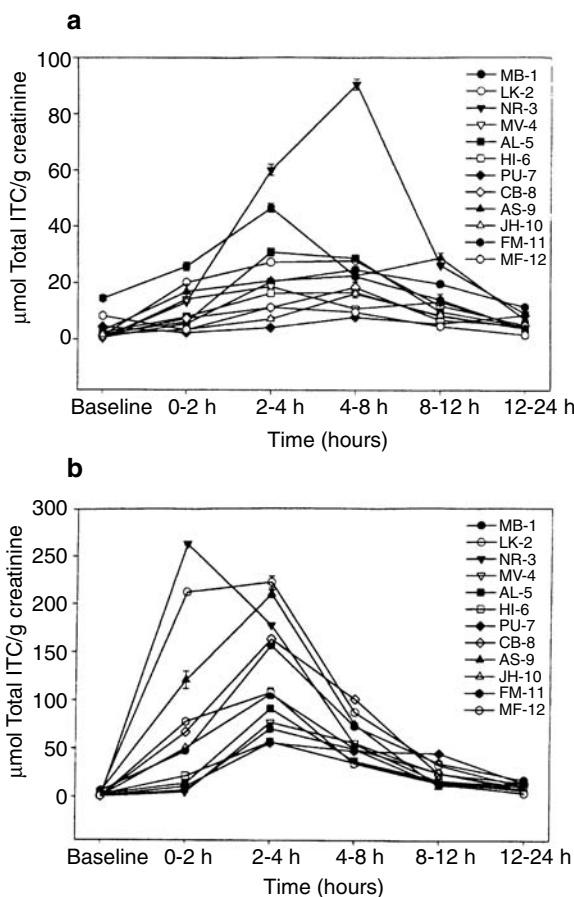 a
100
80
60
40
20
0
μmol Total ITC/g creatinine
MB-1
LK-2
NR-3
MV-4
AL-5
HI-6
PU-7
CB-8
AS-9
JH-10
FM-11
MF-12
Baseline 0-2 h 2-4 h 4-8 h 8-12 h 12-24 h
Time (hours)
b
300
250
200
150
100
50
0
μmol Total ITC/g creatinine
MB-1
LK-2
NR-3
MV-4
AL-5
HI-6
PU-7
CB-8
AS-9
JH-10
FM-11
MF-12
Baseline 0-2 h 2-4 h 4-8 h 8-12 h 12-24 h
Time (hours)